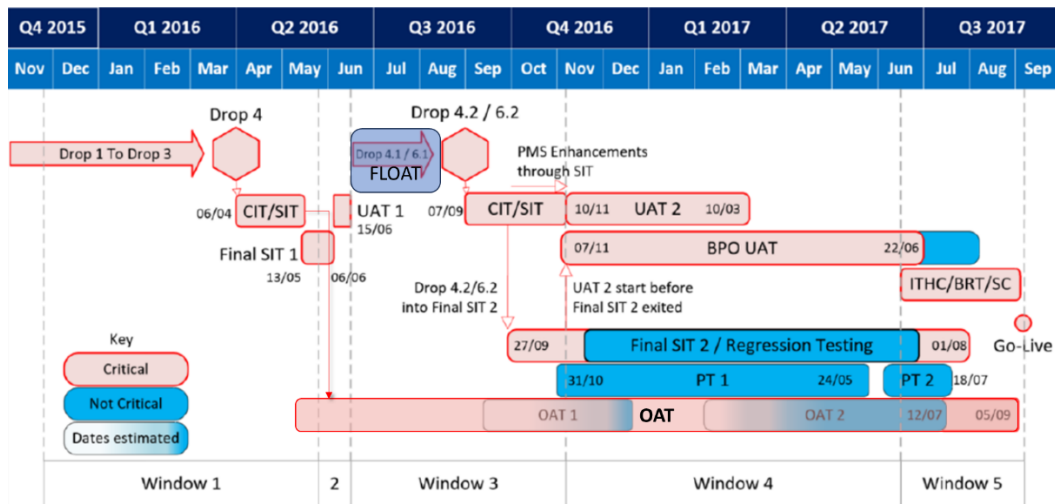 Q4 2015 Q1 2016 Q2 2016 Q3 2016 Q4 2016 Q1 2017 Q2 2017 Q3 2017
Nov Dec Jan Feb Mar Apr May Jun Jul Aug Sep Oct Nov Dec Jan Feb Mar Apr May Jun Jul Aug Sep
Drop 4
Drop 4.2 / 6.2
Drop 1 To Drop 3
Drop 4.1 / 6.1
FLOAT
PMS Enhancements
through SIT
06/04 CIT/SIT
UAT 1
15/06
07/09 CIT/SIT
10/11 UAT 2 10/03
Final SIT 1
13/05
06/06
07/11 BPO UAT 22/06
ITHC/BRT/SC
Drop 4.2/6.2
into Final SIT 2
UAT 2 start before
Final SIT 2 exited
27/09 Final SIT 2 / Regression Testing 01/08
Go-Live
Key
Critical
Not Critical
Dates estimated
31/10 PT 1 24/05 PT 2 18/07
OAT 1 OAT OAT 2 12/07 05/09
Window 1 2 Window 3 Window 4 Window 5